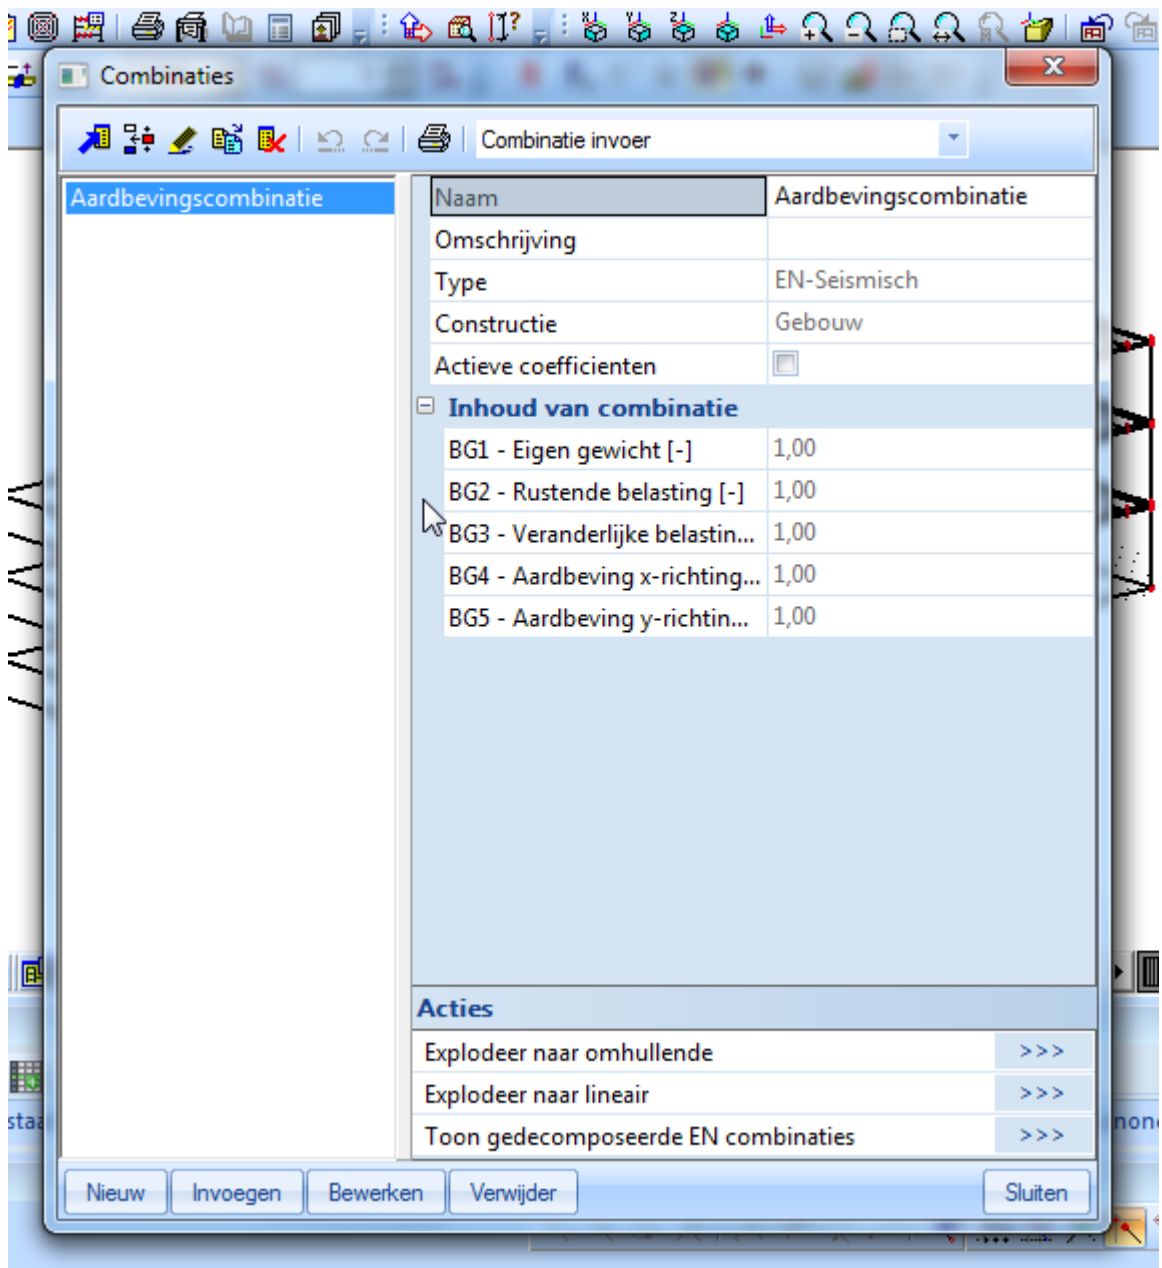 Combinaties
Combinatie invoer
Aardbevingscombinatie
Naam Aardbevingscombinatie
Omschrijving
Type EN-Seismisch
Constructie Gebouw
Actieve coefficienten
Inhoud van combinatie
BG1 - Eigen gewicht [-] 1,00
BG2 - Rustende belasting [-] 1,00
BG3 - Veranderlijke belastin... 1,00
BG4 - Aardbeving x-richting... 1,00
BG5 - Aardbeving y-richtin... 1,00
Acties
Explodeer naar omhullende >>>
Explodeer naar lineair >>>
Toon gedecomposeerde EN combinaties >>>
Nieuw Invoegen Bewerken Verwijder Sluiten